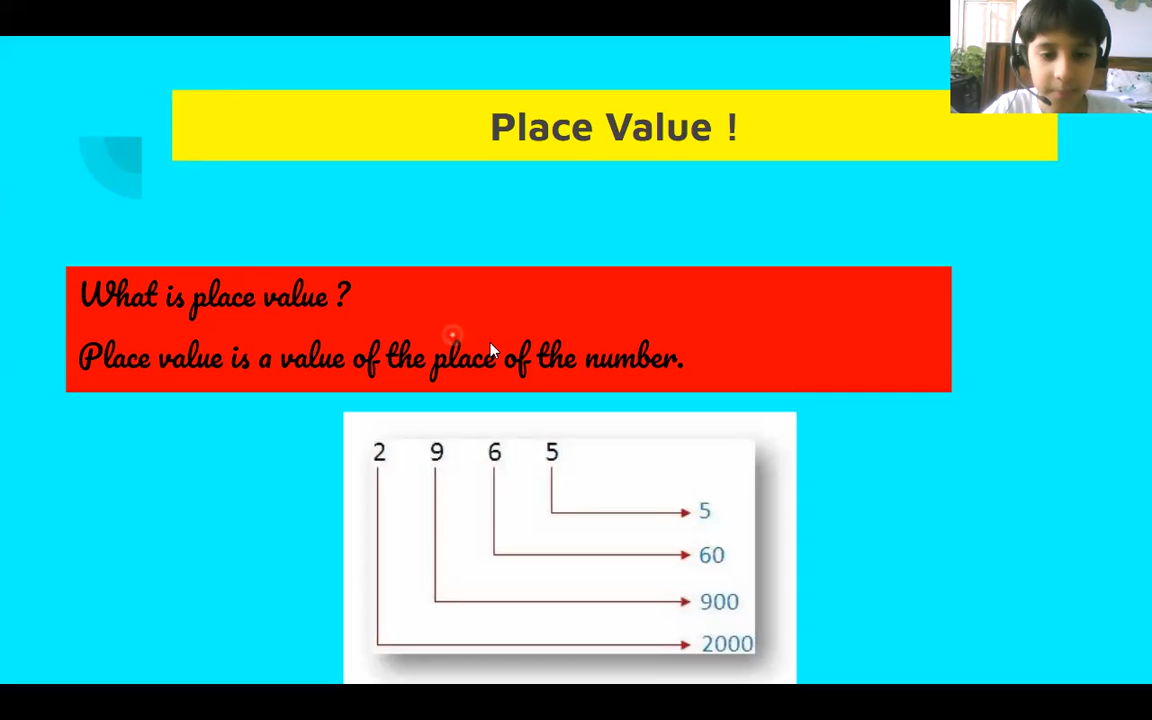 Place Value !
What is place value ?
Place value is a value of the place of the number.
2 9 6 5
5
60
900
2000